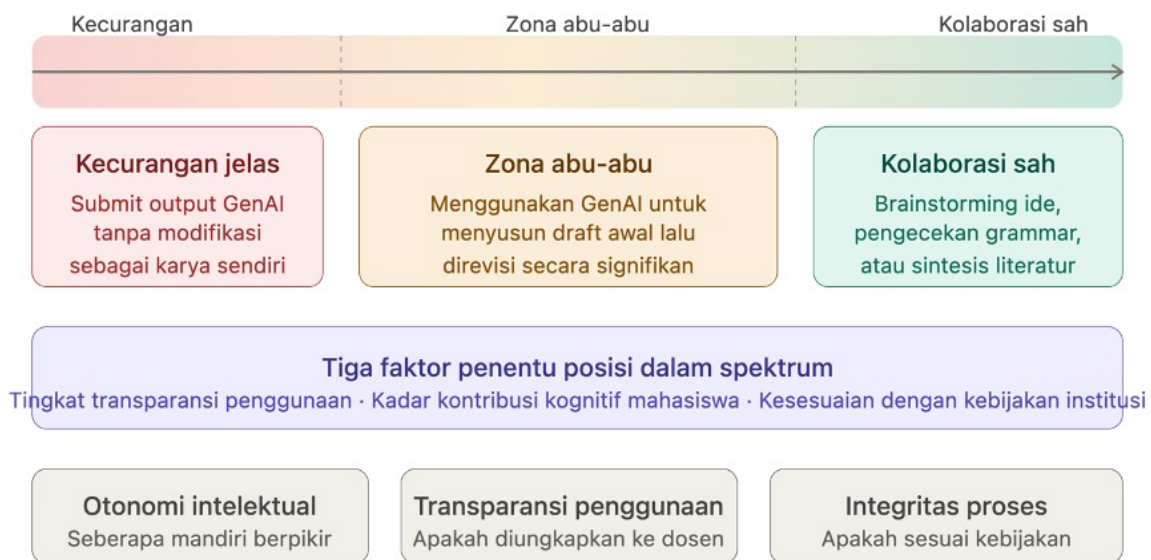 Kecurangan
Zona abu-abu
Kolaborasi sah
Kecurangan jelas
Submit output GenAI
tanpa modifikasi
sebagai karya sendiri
Zona abu-abu
Menggunakan GenAI untuk
menyusun draft awal lalu
direvisi secara signifikan
Kolaborasi sah
Brainstorming ide,
pengecekan grammar,
atau sintesis literatur
Tiga faktor penentu posisi dalam spektrum
Tingkat transparansi penggunaan · Kadar kontribusi kognitif mahasiswa · Kesesuaian dengan kebijakan institusi
Otonomi intelektual
Seberapa mandiri berpikir
Transparansi penggunaan
Apakah diungkapkan ke dosen
Integritas proses
Apakah sesuai kebijakan